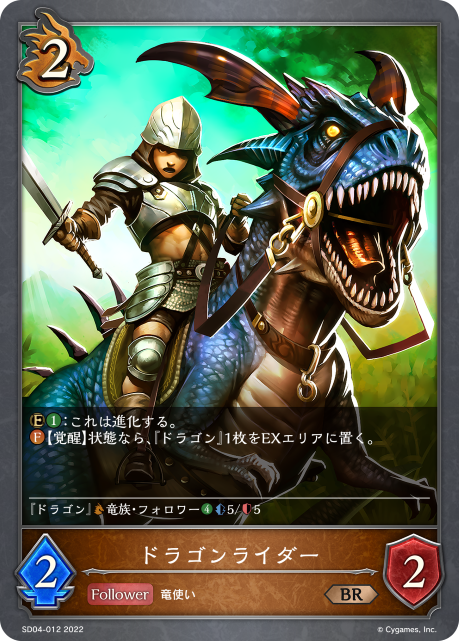 2
E 1：これは進化する。
F【覚醒】状態なら、『ドラゴン』1枚をEXエリアに置く。
『ドラゴン』竜族・フォロワー4 5/5
ドラゴンライダー
2 Follower 竜使い BR 2
SD04-012 2022 © Cygames, Inc.